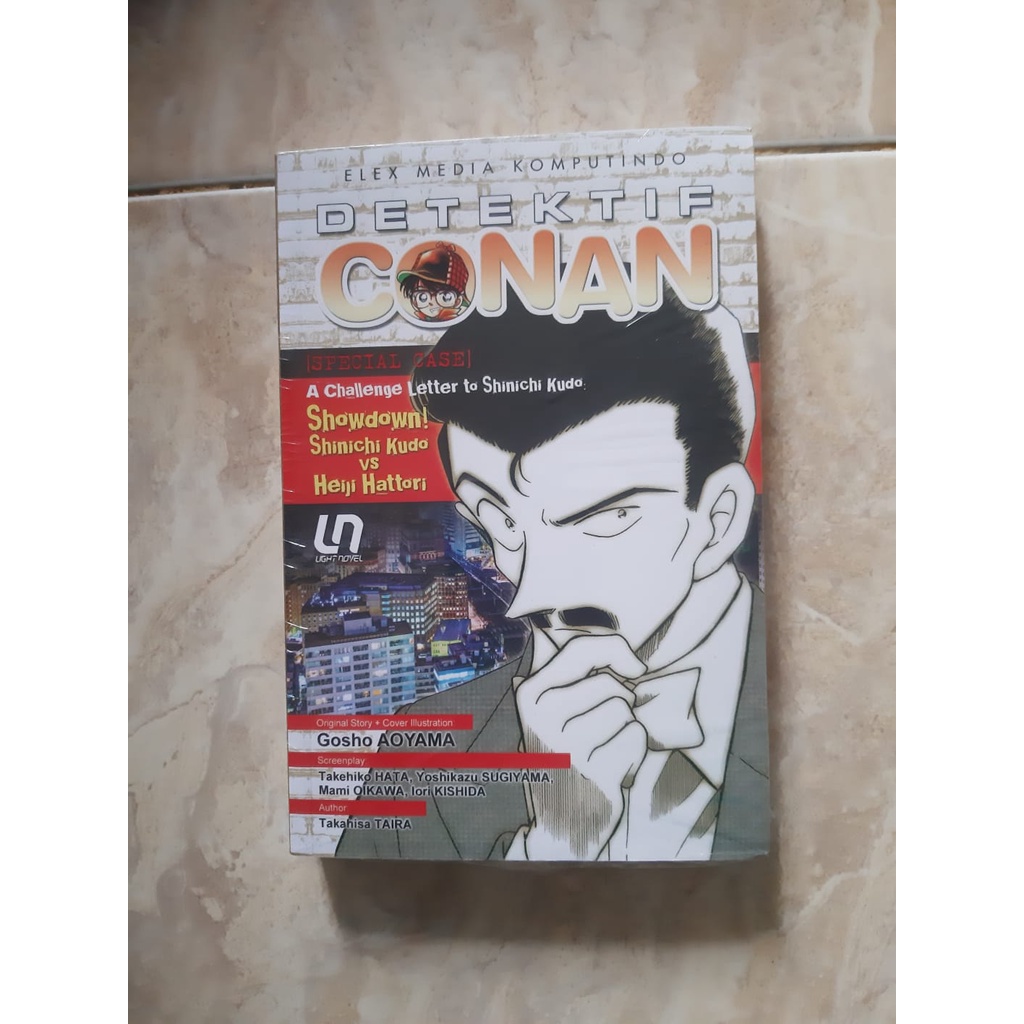 ELEX MEDIA KOMPUTINDO
DETEKTIF
CONAN
[SPECIAL CASE]
A Challenge Letter to Shinichi Kudo
Showdown!
Shinichi Kudo
vs
Heiji Hattori
LN
LIGHT NOVEL
Original Story + Cover Illustration
Gosho AOYAMA
Screenplay
Takehiko HATA, Yoshikazu SUGIYAMA,
Mami OIKAWA, Iori KISHIDA
Author
Takahisa TAIRA